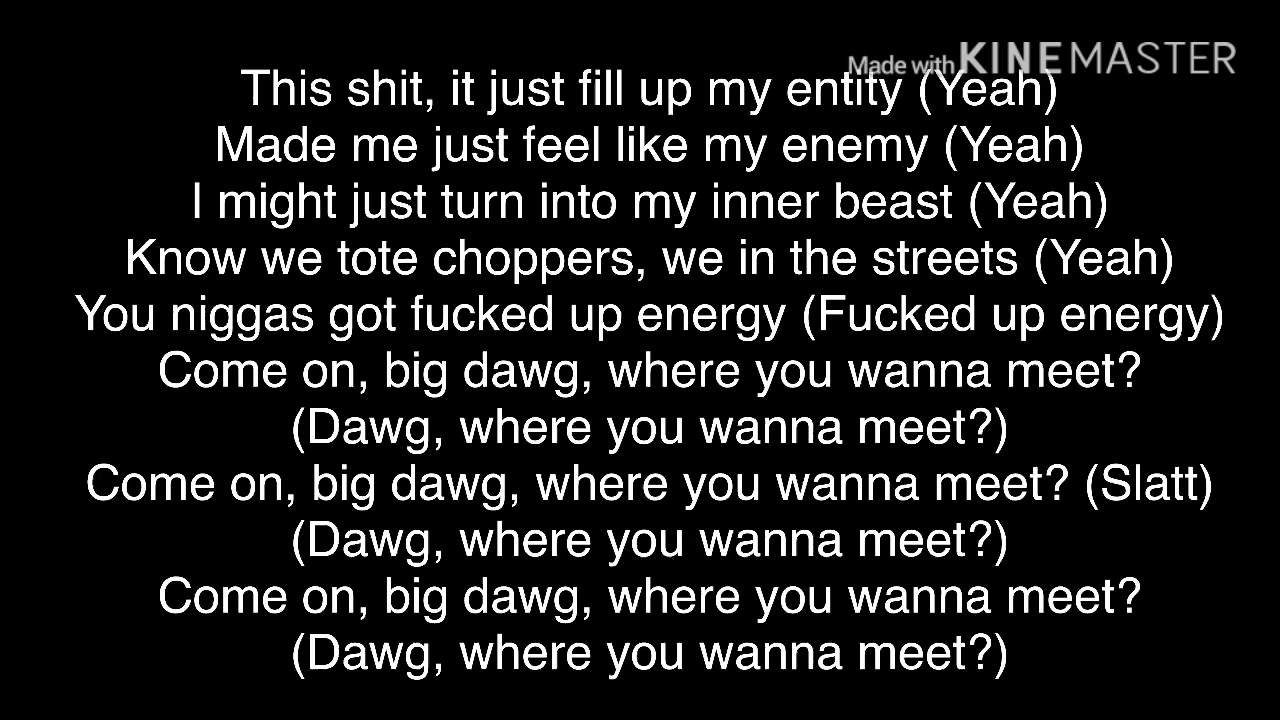 Made with KINEMASTER
This shit, it just fill up my entity (Yeah)
Made me just feel like my enemy (Yeah)
I might just turn into my inner beast (Yeah)
Know we tote choppers, we in the streets (Yeah)
You niggas got fucked up energy (Fucked up energy)
Come on, big dawg, where you wanna meet?
(Dawg, where you wanna meet?)
Come on, big dawg, where you wanna meet? (Slatt)
(Dawg, where you wanna meet?)
Come on, big dawg, where you wanna meet?
(Dawg, where you wanna meet?)